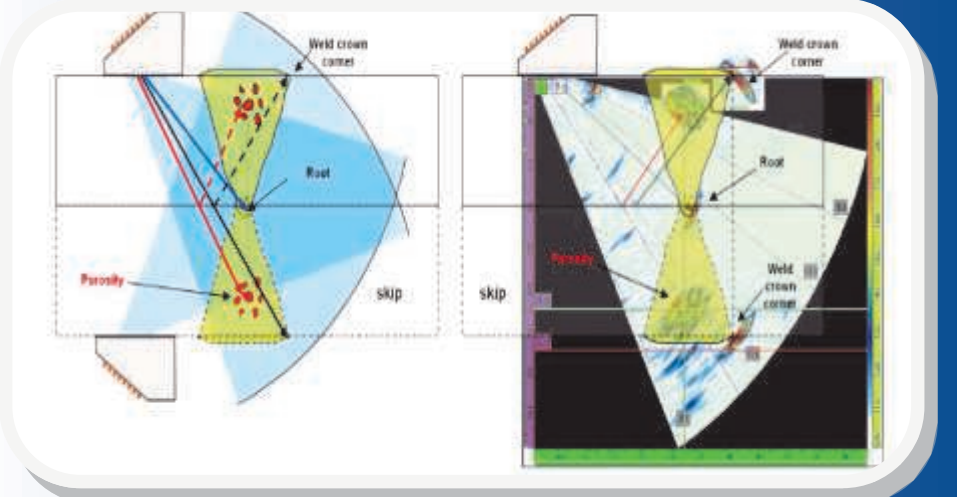 Weld crown
corner
Root
Porosity
skip
Weld crown
corner
Root
Porosity
skip
Weld
crown
corner